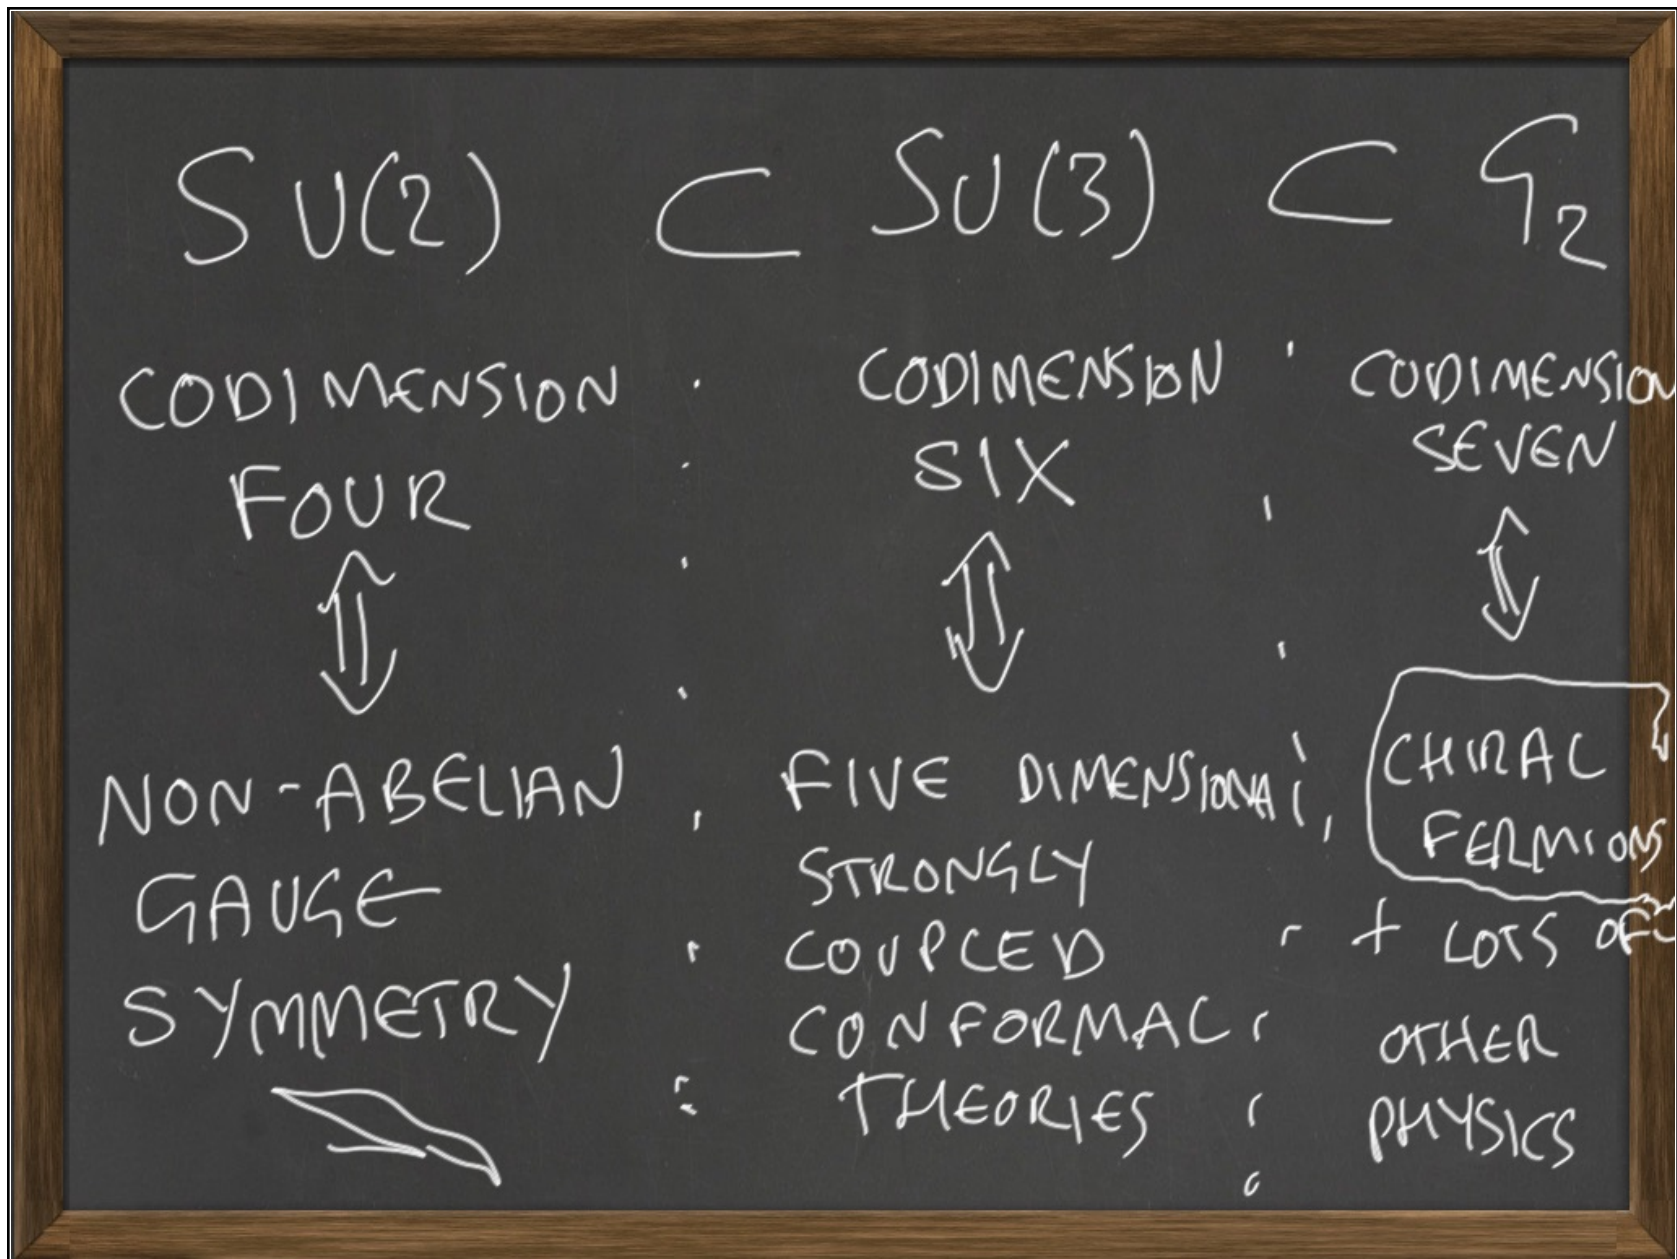 SU(2) ⊂ SU(3) ⊂ G2
CODIMENSION
FOUR
NON-ABELIAN
GAUGE
SYMMETRY
CODIMENSION
SIX
FIVE DIMENSIONAL
STRONGLY
COUPLED
CONFORMAL
THEORIES
CODIMENSION
SEVEN
CHIRAL
FERMIONS
+ LOTS OF
OTHER
PHYSICS